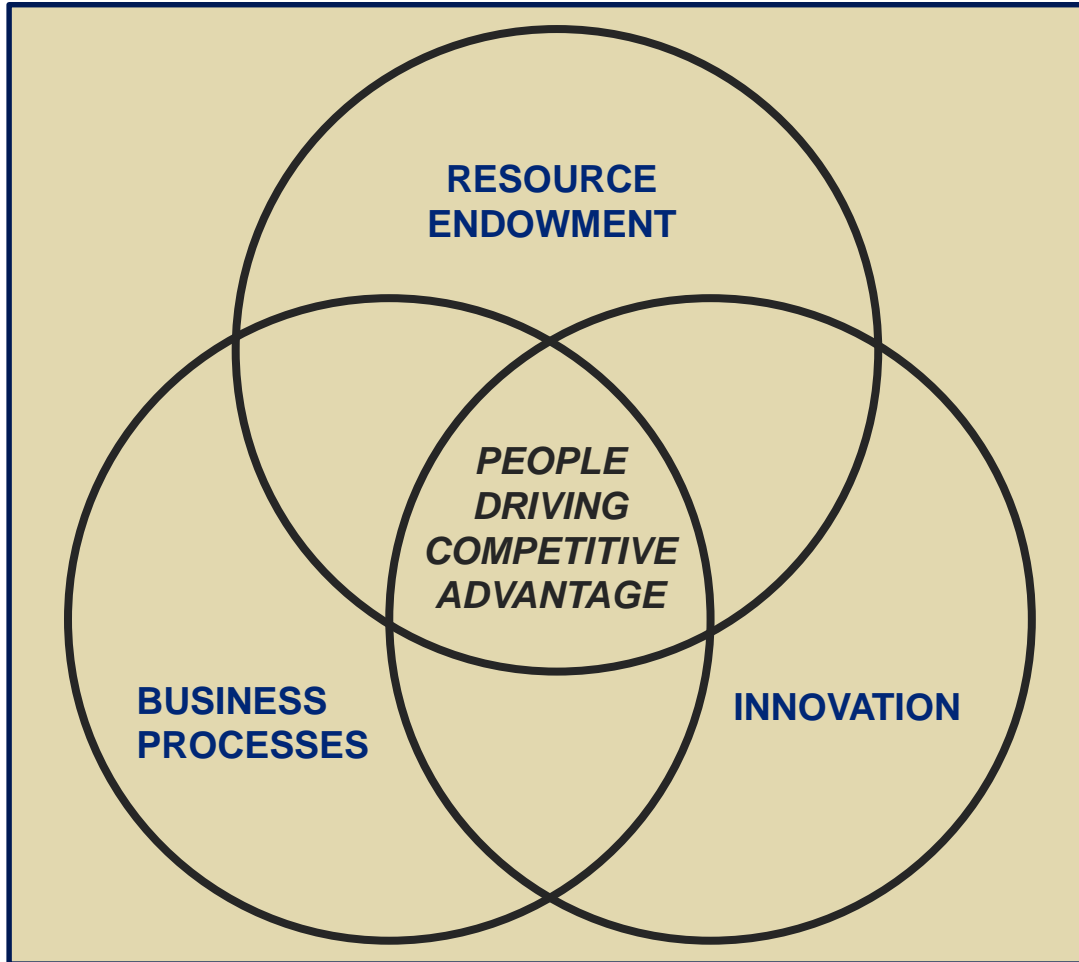 RESOURCE
ENDOWMENT
PEOPLE
DRIVING
COMPETITIVE
ADVANTAGE
BUSINESS
PROCESSES
INNOVATION